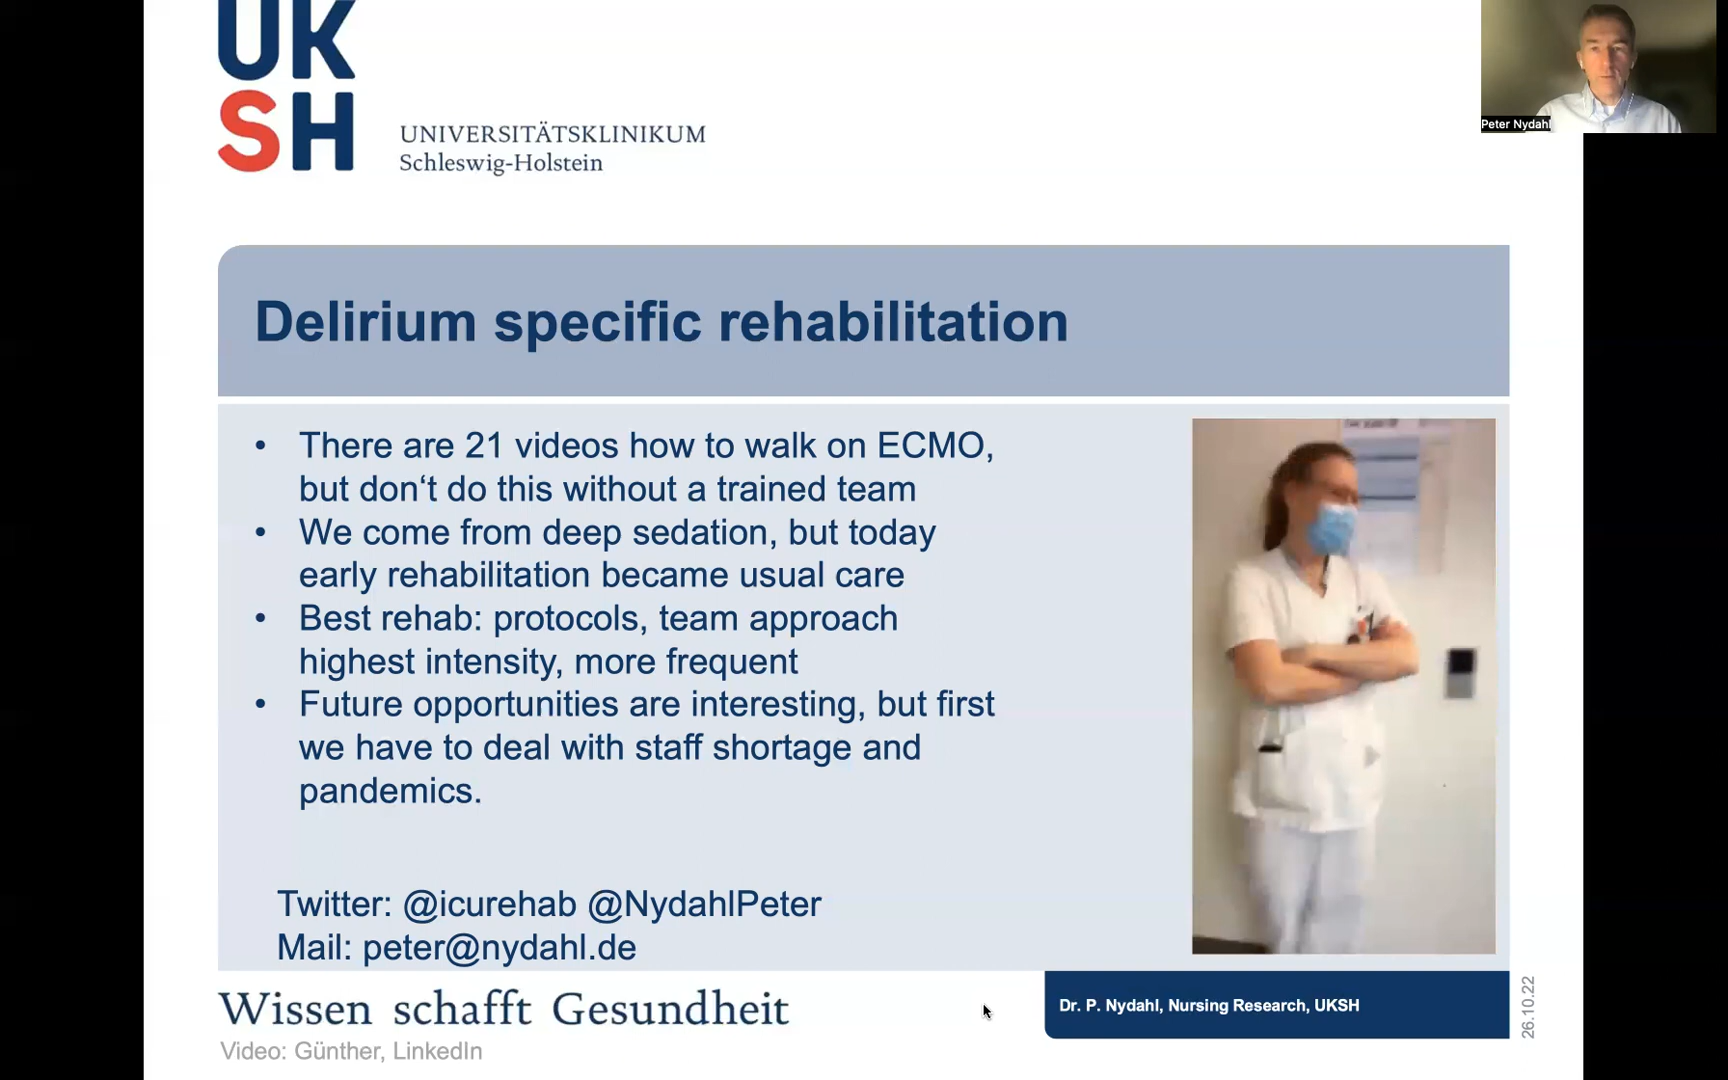 UK
SH
UNIVERSITÄTSKLINIKUM
Schleswig-Holstein
Peter Nydahl
Delirium specific rehabilitation
• There are 21 videos how to walk on ECMO,
but don‘t do this without a trained team
• We come from deep sedation, but today
early rehabilitation became usual care
• Best rehab: protocols, team approach
highest intensity, more frequent
• Future opportunities are interesting, but first
we have to deal with staff shortage and
pandemics.
Twitter: @icurehab @NydahlPeter
Mail: peter@nydahl.de
Wissen schafft Gesundheit
Dr. P. Nydahl, Nursing Research, UKSH
26.10.22
Video: Günther, LinkedIn